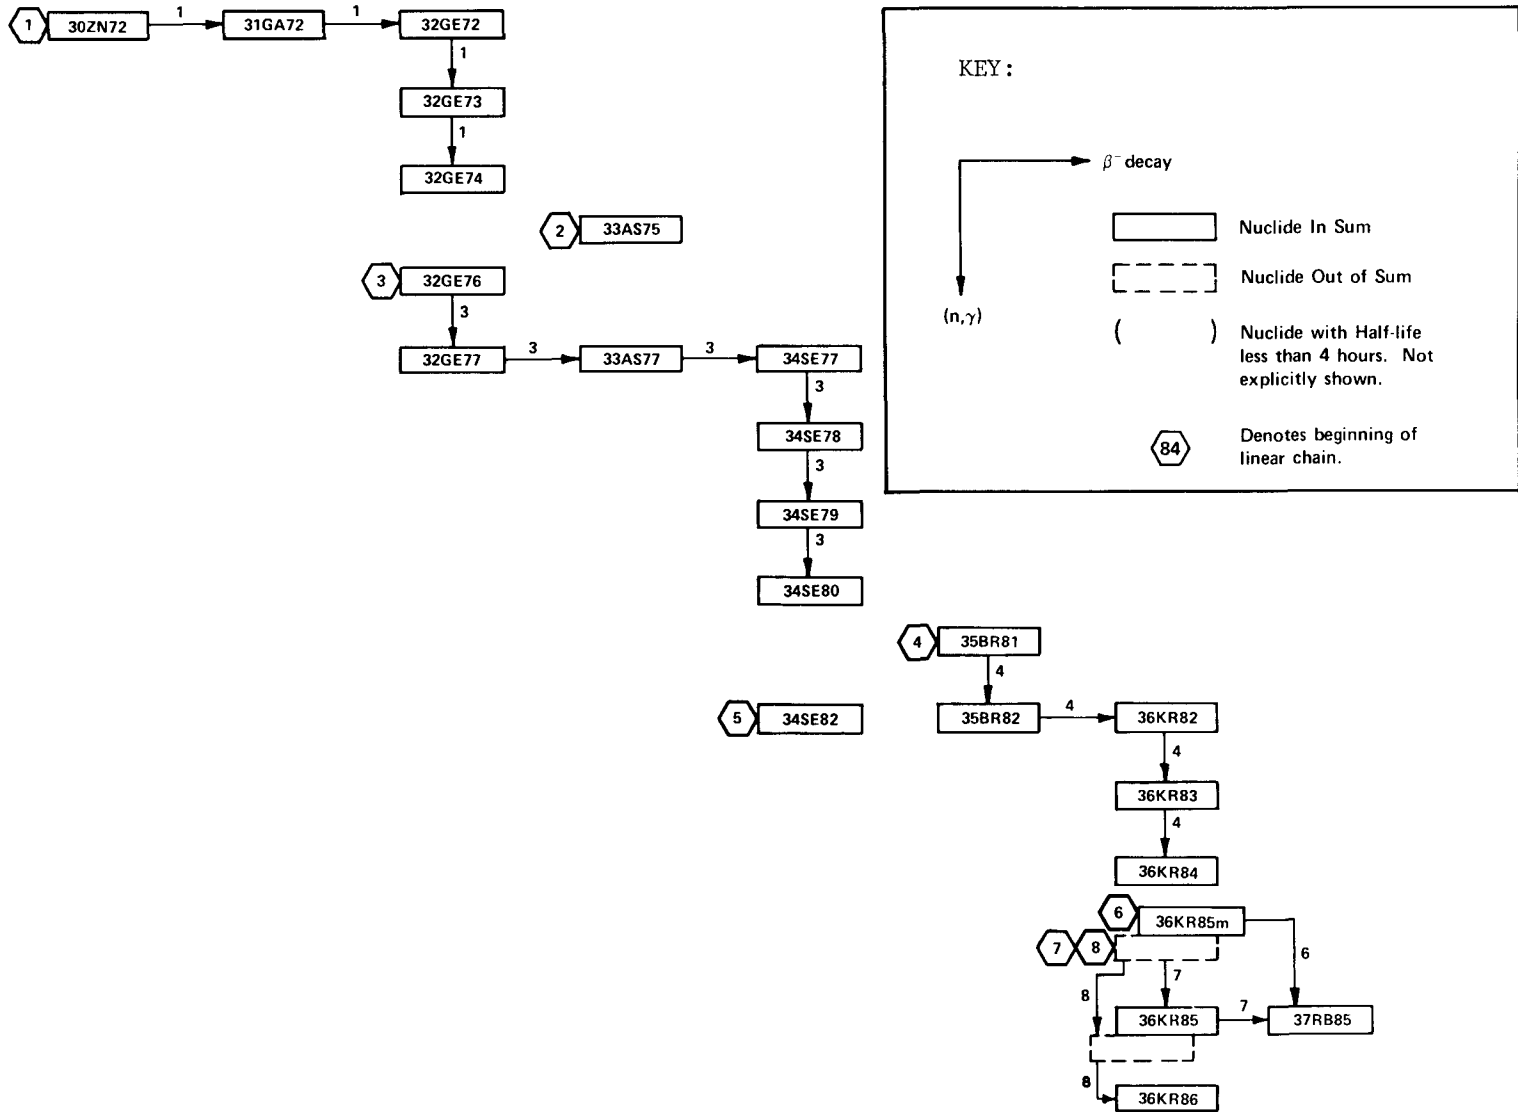 1
30ZN72
1
31GA72
1
32GE72
1
32GE73
1
32GE74
2
33AS75
3
32GE76
3
32GE77
3
33AS77
3
34SE77
3
34SE78
3
34SE79
3
34SE80
4
35BR81
4
5
34SE82
35BR82
4
36KR82
4
36KR83
4
36KR84
6
36KR85m
7
8
6
7
8
36KR85
7
37RB85
8
36KR86
KEY:
β⁻ decay
(n,γ)
Nuclide In Sum
Nuclide Out of Sum
( ) Nuclide with Half-life
less than 4 hours. Not
explicitly shown.
84
Denotes beginning of
linear chain.